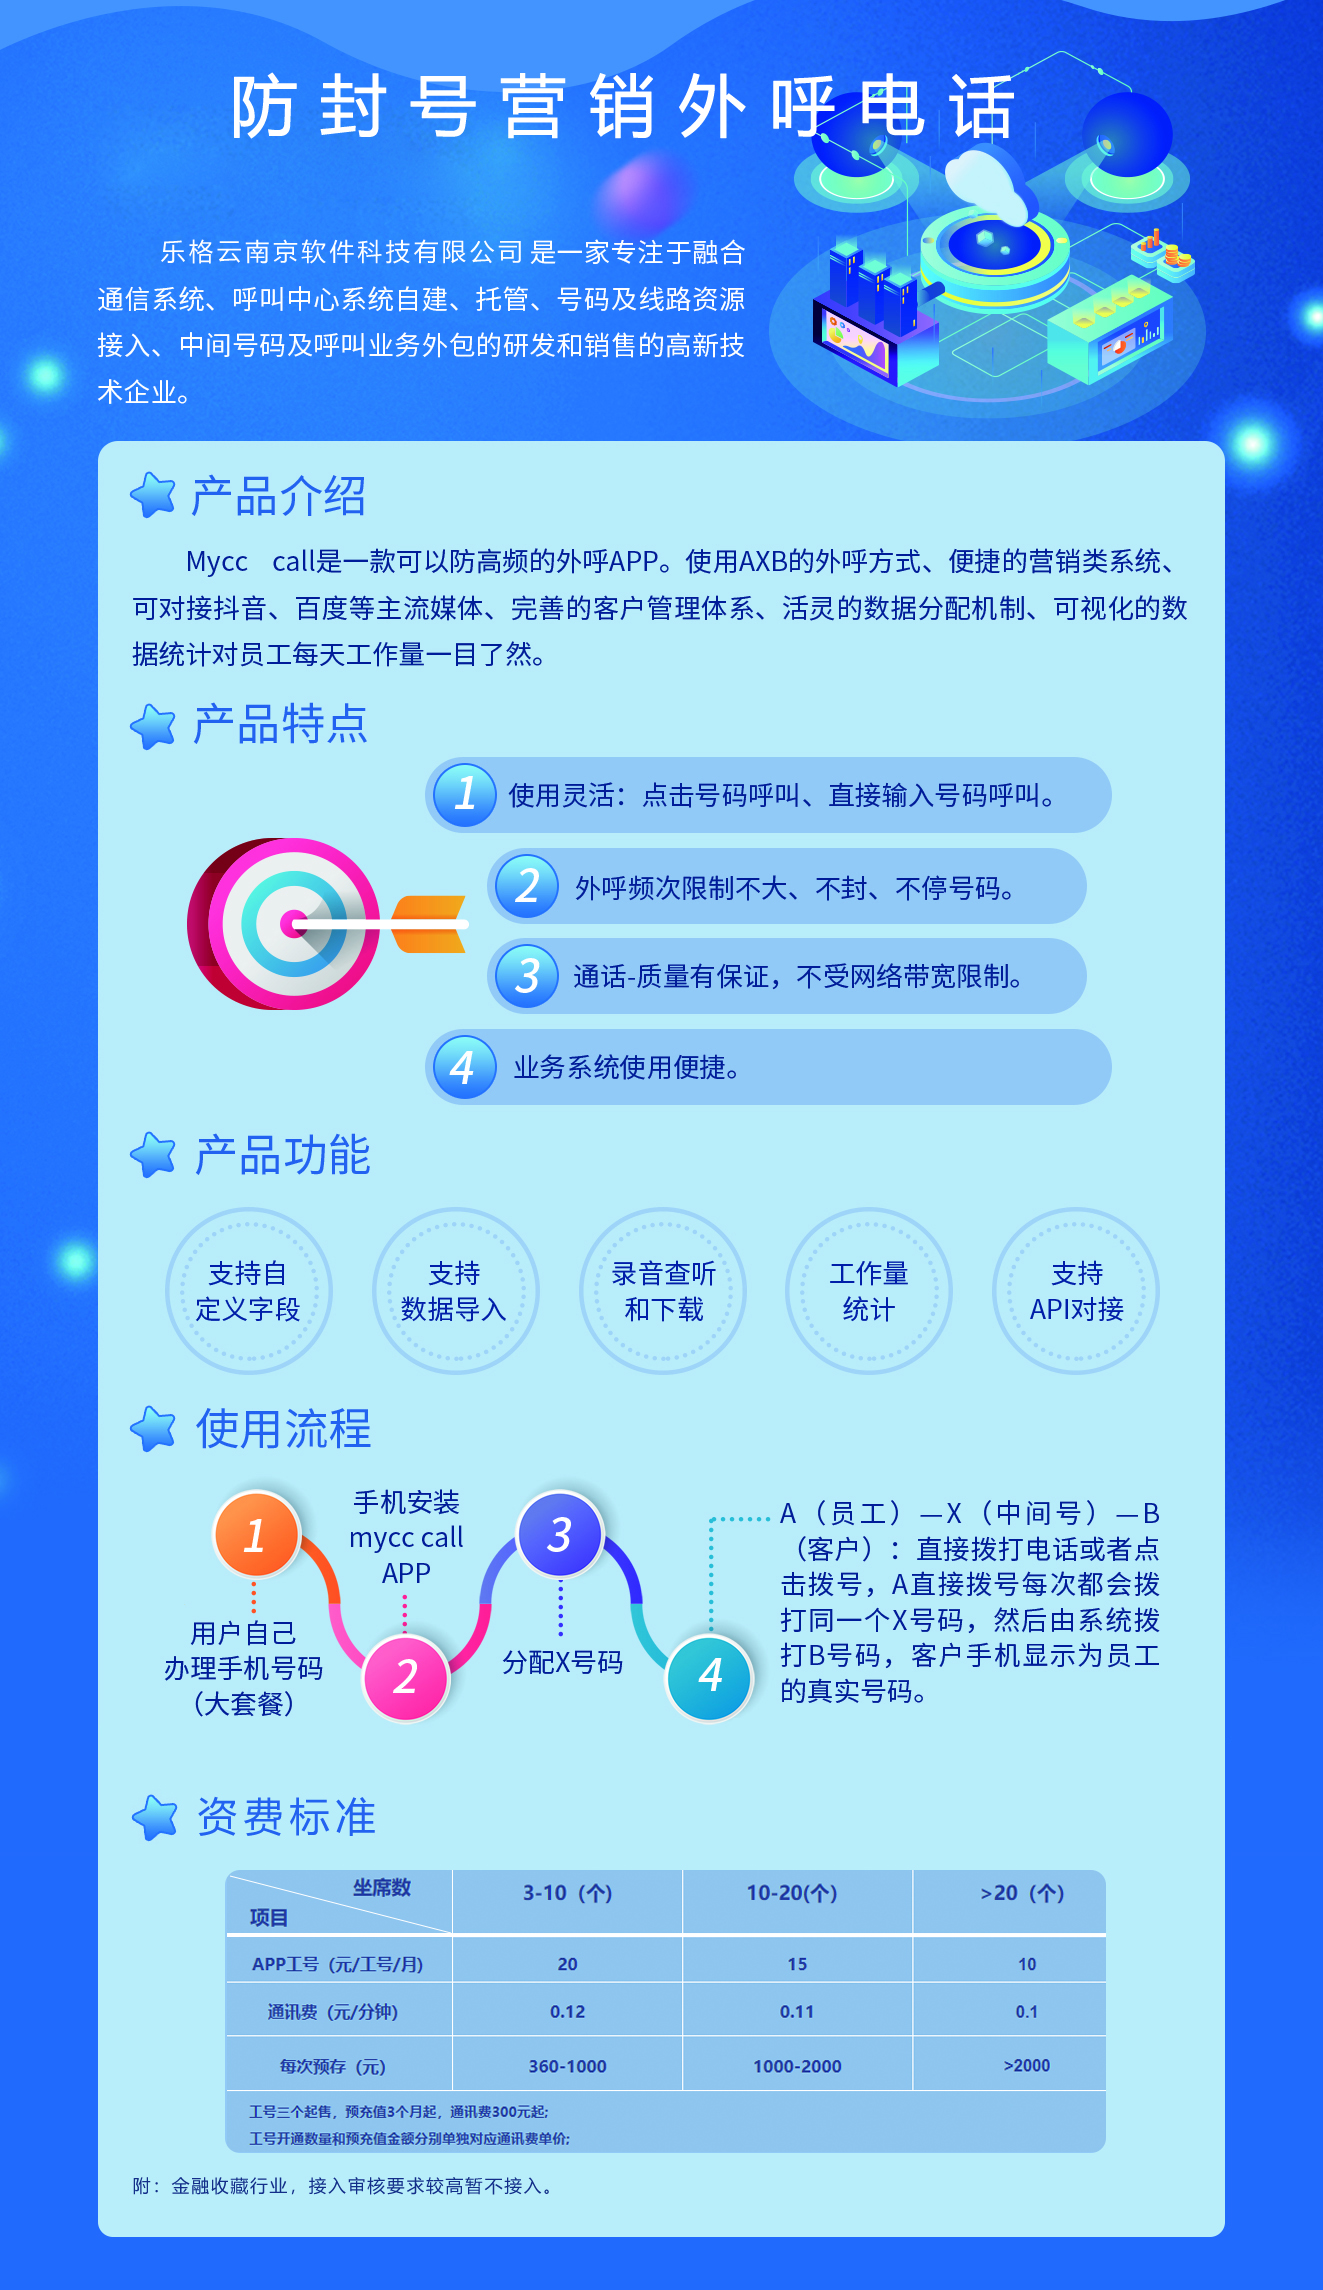 防封号营销外呼电话
乐格云南京软件科技有限公司是一家专注于融合
通信系统、呼叫中心系统自建、托管、号码及线路资源
接入、中间号码及呼叫业务外包的研发和销售的高新技
术企业。
产品介绍
Mycc call是一款可以防高频的外呼APP。使用AXB的外呼方式、便捷的营销类系统、
可对接抖音、百度等主流媒体、完善的客户管理体系、活灵的数据分配机制、可视化的数
据统计对员工每天工作量一目了然。
产品特点
1 使用灵活：点击号码呼叫、直接输入号码呼叫。
2 外呼频次限制不大、不封、不停号码。
3 通话-质量有保证，不受网络带宽限制。
4 业务系统使用便捷。
产品功能
支持自
定义字段
支持
数据导入
录音查听
和下载
工作量
统计
支持
API对接
使用流程
1
用户自己
办理手机号码
（大套餐）
手机安装
mycc call
APP
2
3
分配X号码
4
A（员工）—X（中间号）—B
（客户）：直接拨打电话或者点
击拨号，A直接拨号每次都会拨
打同一个X号码，然后由系统拨
打B号码，客户手机显示为员工
的真实号码。
资费标准
坐席数
项目
3-10（个）
10-20(个）
>20（个）
APP工号（元/工号/月） 20 15 10
通讯费（元/分钟） 0.12 0.11 0.1
每次预存（元） 360-1000 1000-2000 >2000
工号三个起售，预充值3个月起，通讯费300元起;
工号开通数量和预充值金额分别单独对应通讯费单价;
附：金融收藏行业，接入审核要求较高暂不接入。